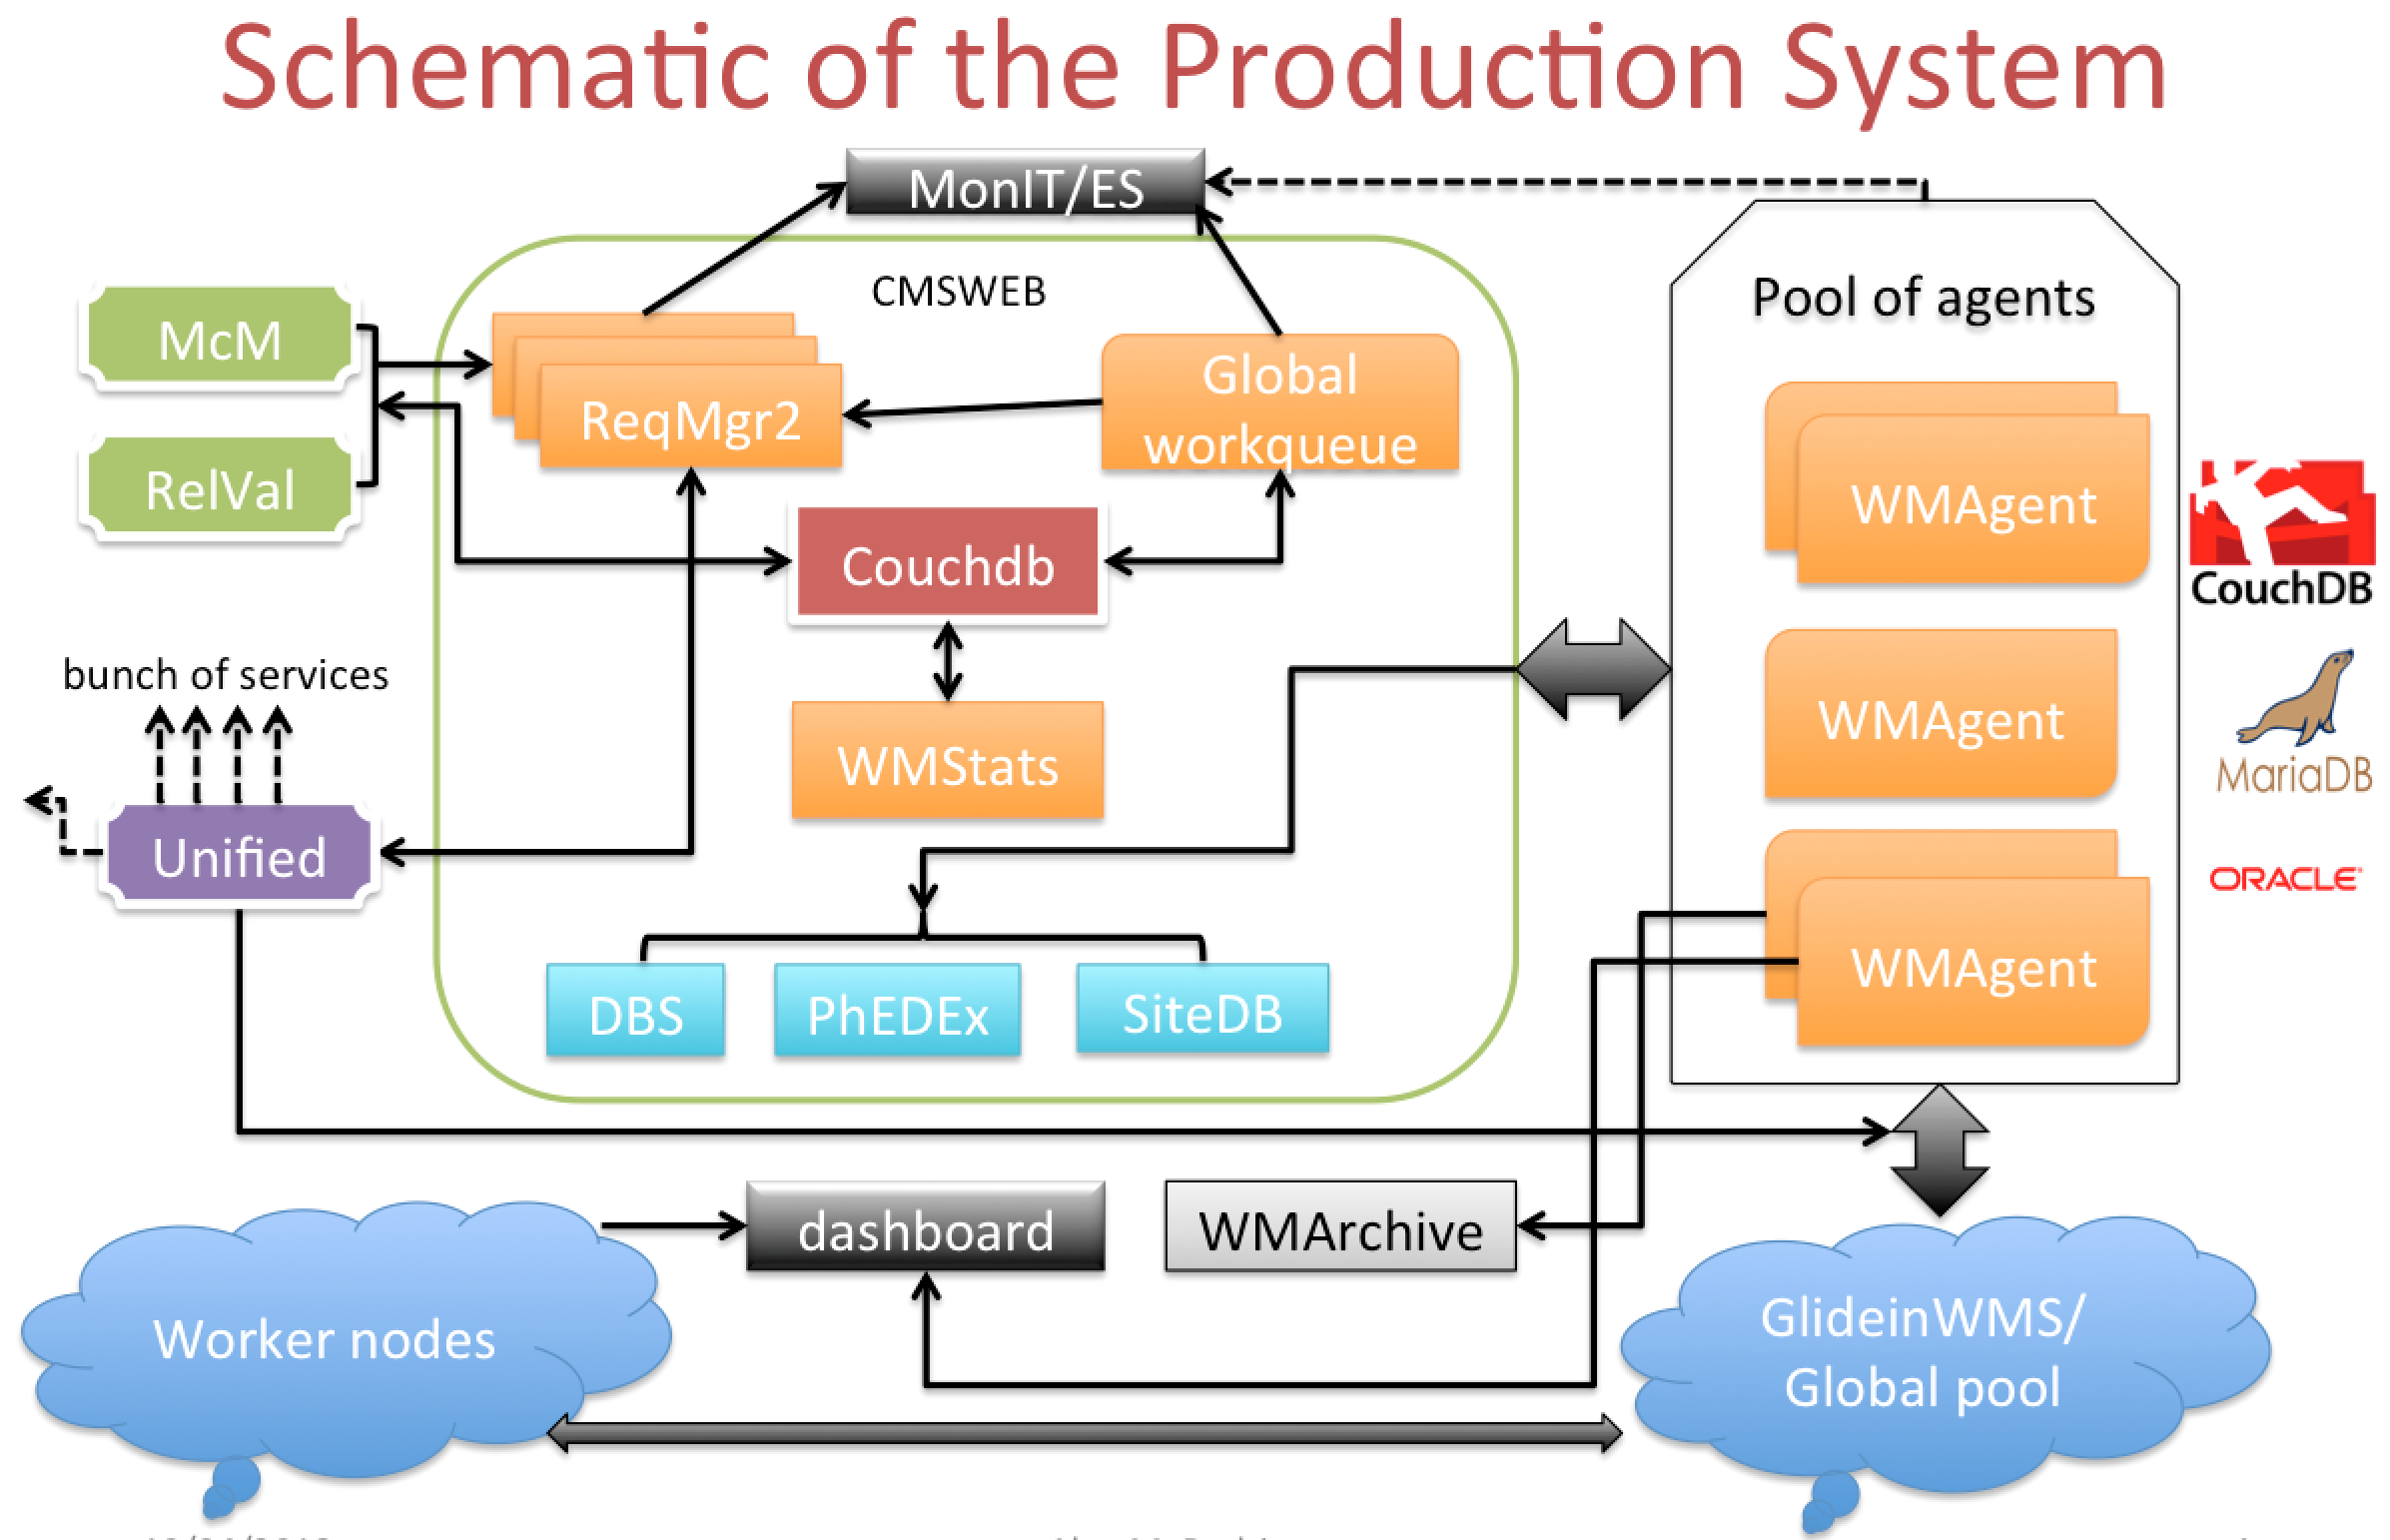 Schematic of the Production System
MonIT/ES
CMSWEB
Pool of agents
McM
RelVal
ReqMgr2
Global
workqueue
Couchdb
WMStats
WMAgent
CouchDB
WMAgent
MariaDB
bunch of services
Unified
ORACLE
WMAgent
DBS
PhEDEx
SiteDB
dashboard
WMArchive
Worker nodes
GlideinWMS/
Global pool